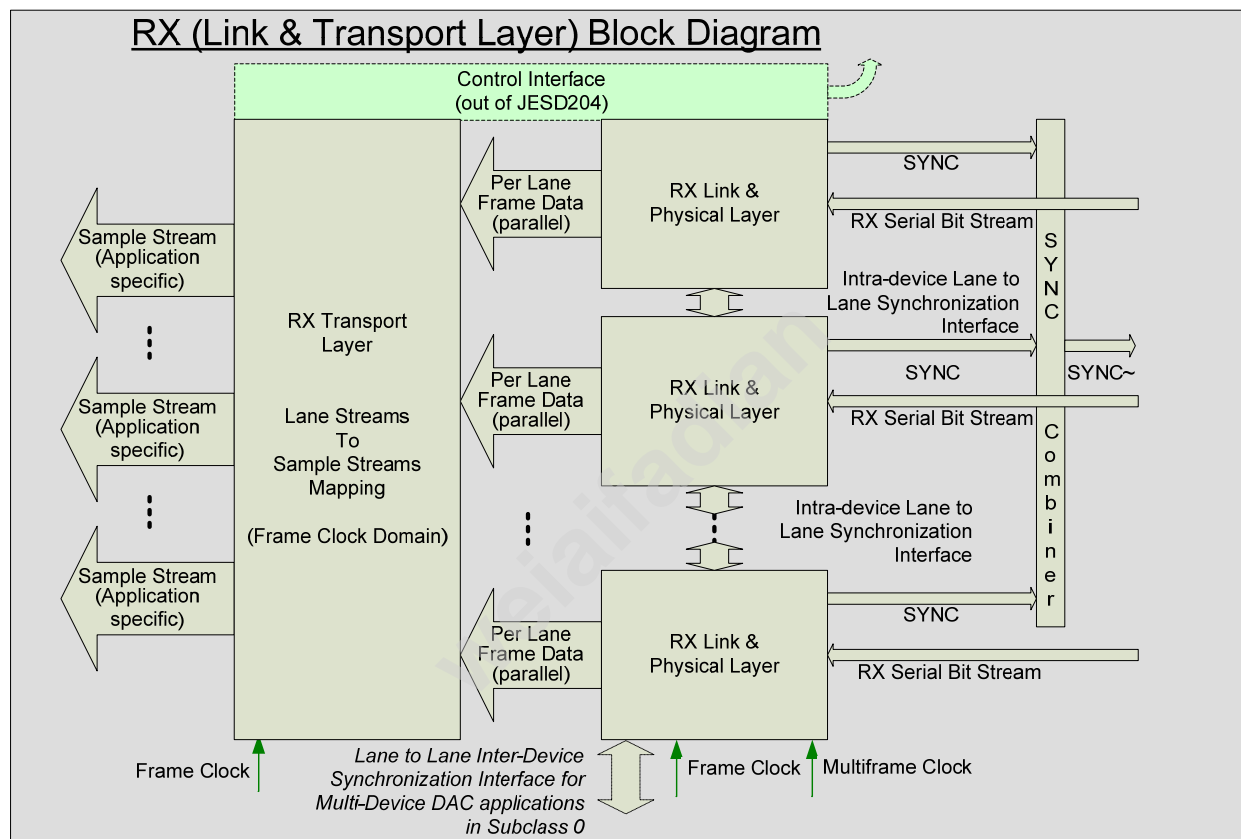 RX (Link & Transport Layer) Block Diagram
Control Interface
(out of JESD204)
Sample Stream
(Application
specific)
Sample Stream
(Application
specific)
Sample Stream
(Application
specific)
RX Transport
Layer
Lane Streams
To
Sample Streams
Mapping
(Frame Clock Domain)
Per Lane
Frame Data
(parallel)
Per Lane
Frame Data
(parallel)
Per Lane
Frame Data
(parallel)
RX Link &
Physical Layer
RX Link &
Physical Layer
RX Link &
Physical Layer
SYNC
RX Serial Bit Stream
Intra-device Lane to
Lane Synchronization
Interface
SYNC
RX Serial Bit Stream
Intra-device Lane to
Lane Synchronization
Interface
SYNC
RX Serial Bit Stream
SYNC Combiner
SYNC~
Frame Clock
Lane to Lane Inter-Device
Synchronization Interface for
Multi-Device DAC applications
in Subclass 0
Frame Clock
Multiframe Clock
weiaifadian